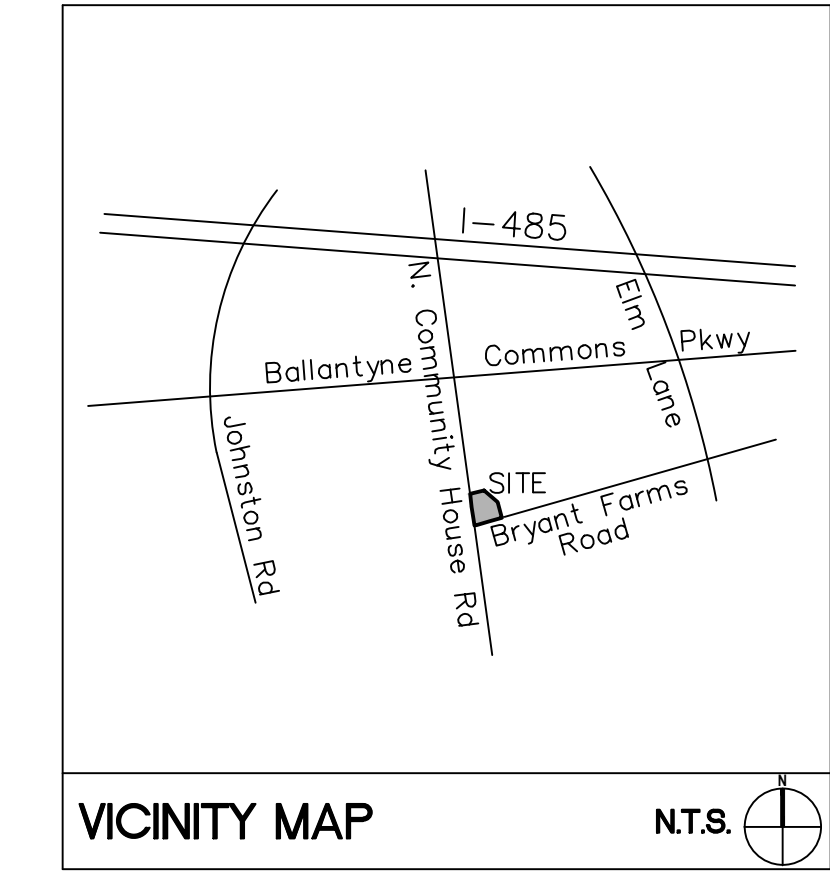 I-485
N. Community House Rd
Elm Lane
Ballantyne Commons Pkwy
Johnston Rd
SITE
Bryant Farms
Road
VICINITY MAP
N.T.S.
N